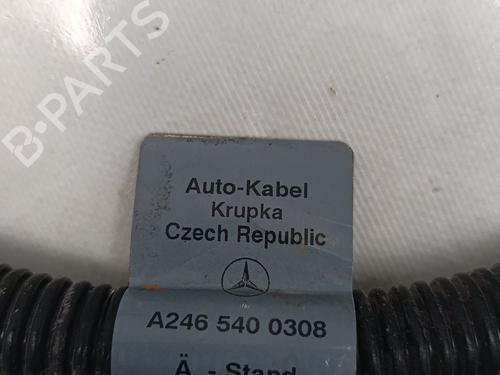 B-PARTS
Auto-Kabel
Krupka
Czech Republic
A246 540 0308
Ä. - Stand